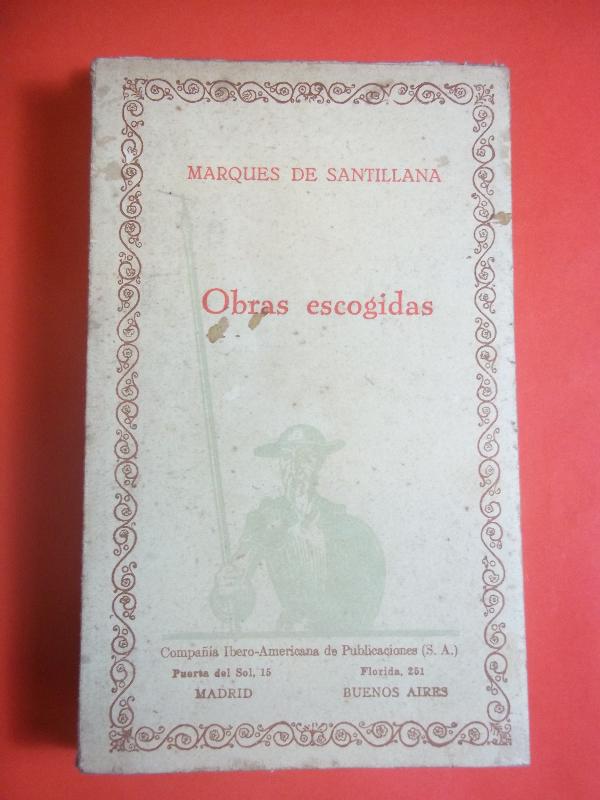 MARQUES DE SANTILLANA
Obras escogidas
Compañía Ibero-Americana de Publicaciones (S. A.)
Puerta del Sol, 15 Florida, 251
MADRID BUENOS AIRES